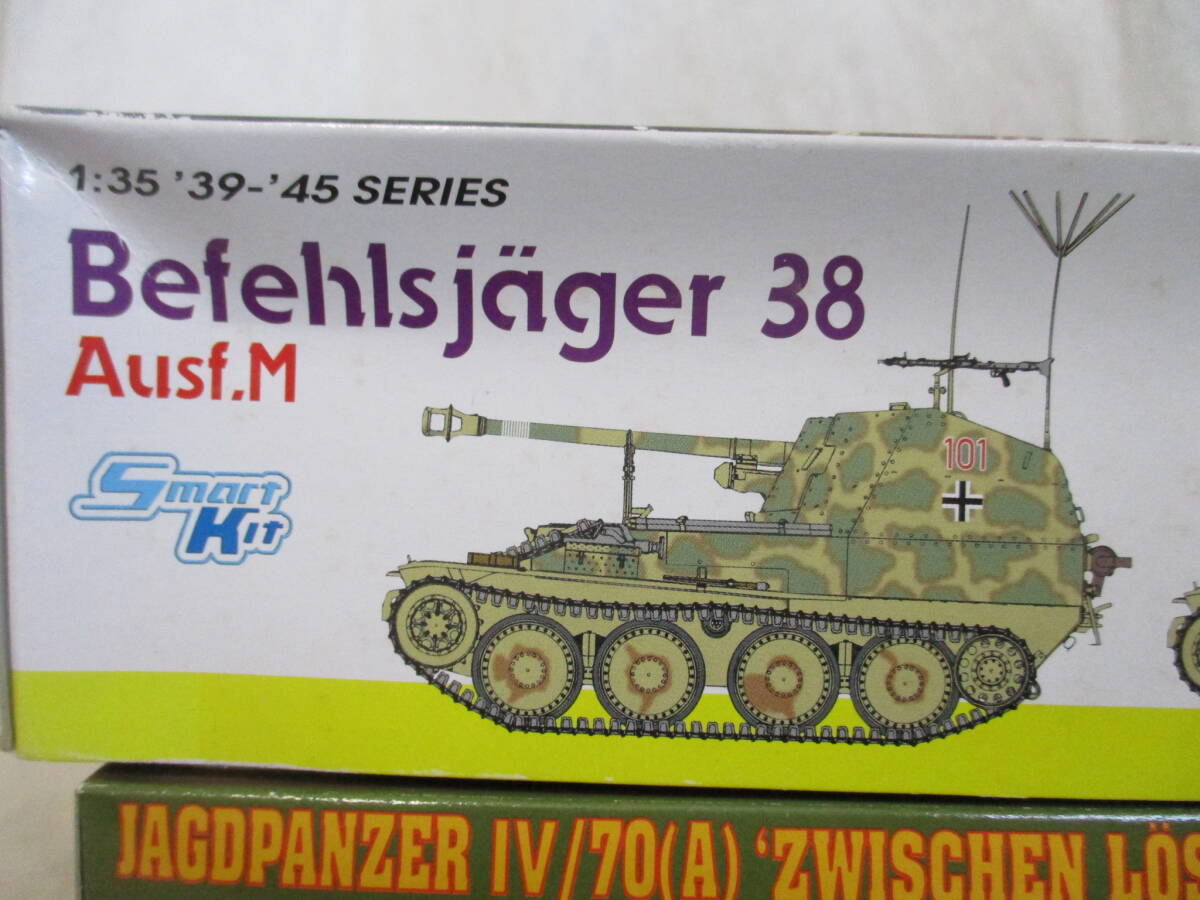 1:35 '39-'45 SERIES
Befehlsjäger 38
Ausf.M
Smart
Kit
101
JAGDPANZER IV/70(A) 'ZWISCHEN LÖS